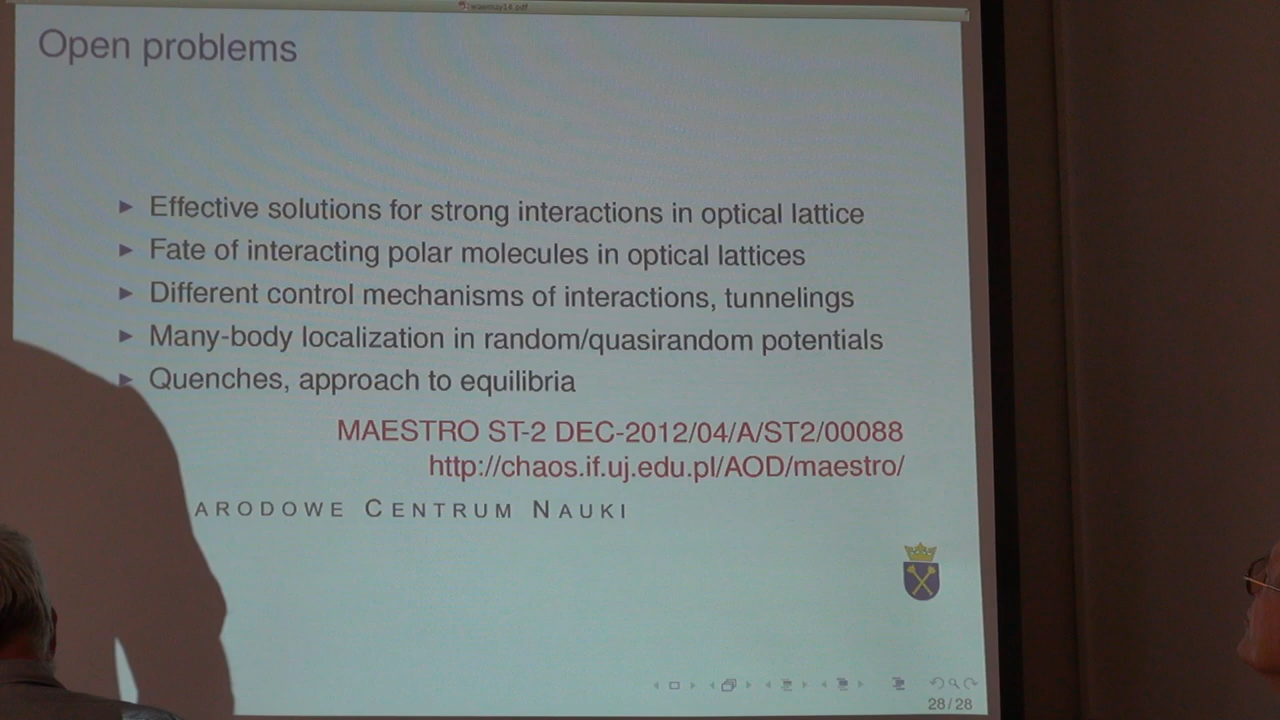 Open problems
Effective solutions for strong interactions in optical lattice
Fate of interacting polar molecules in optical lattices
Different control mechanisms of interactions, tunnelings
Many-body localization in random/quasirandom potentials
Quenches, approach to equilibria
MAESTRO ST-2 DEC-2012/04/A/ST2/00088
http://chaos.if.uj.edu.pl/AOD/maestro/
ARODOWE CENTRUM NAUKI
28/28